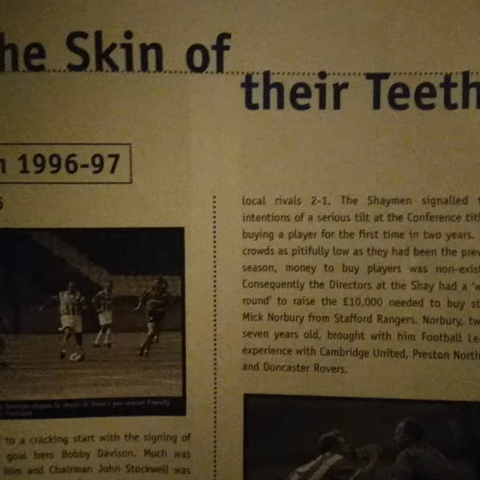 he Skin of
their Teeth
1996-97
local rivals 2-1. The Shaymen signalled
intentions of a serious tilt at the Conference tit
buying a player for the first time in two years.
crowds as pitifully low as they had been the prev
season, money to buy players was non-exis
Consequently the Directors at the Shay had a
round' to raise the £10,000 needed to buy st
Mick Norbury from Stafford Rangers. Norbury, tw
seven years old, brought with him Football Le
experience with Cambridge United, Preston North
and Doncaster Rovers.
to a cracking start with the signing of
goal hero Bobby Davison. Much was
him and Chairman John Stockwell was